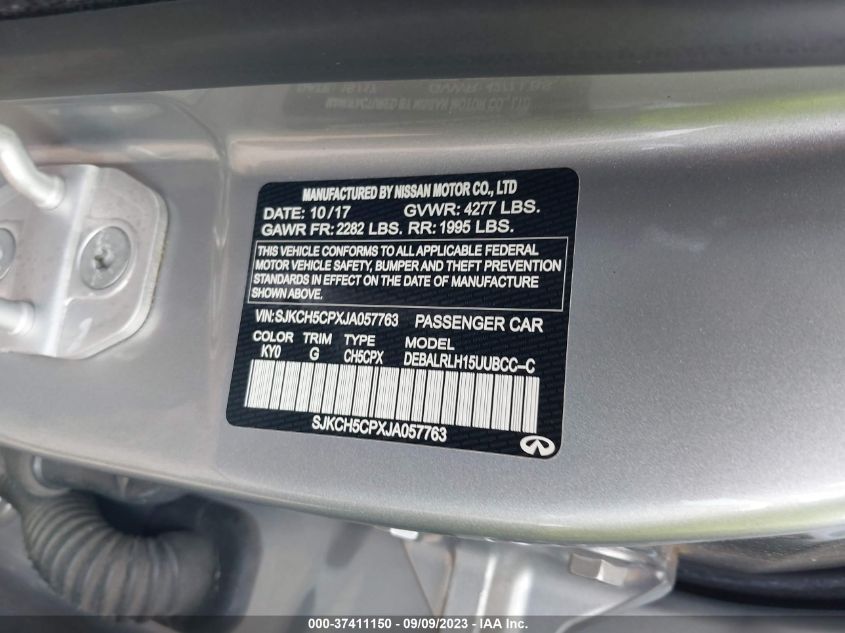 MANUFACTURED BY NISSAN MOTOR CO., LTD
DATE: 10/17 GVWR: 4277 LBS.
GAWR FR: 2282 LBS. RR: 1995 LBS.
THIS VEHICLE CONFORMS TO ALL APPLICABLE FEDERAL
MOTOR VEHICLE SAFETY, BUMPER AND THEFT PREVENTION
STANDARDS IN EFFECT ON THE DATE OF MANUFACTURE
SHOWN ABOVE.
VIN:SJKCH5CPXJA057763 PASSENGER CAR
COLOR TRIM TYPE MODEL
KY0 G CH5CPX DEBALRLH15UUBCC-C
SJKCH5CPXJA057763
000-37411150 - 09/09/2023 - IAA Inc.